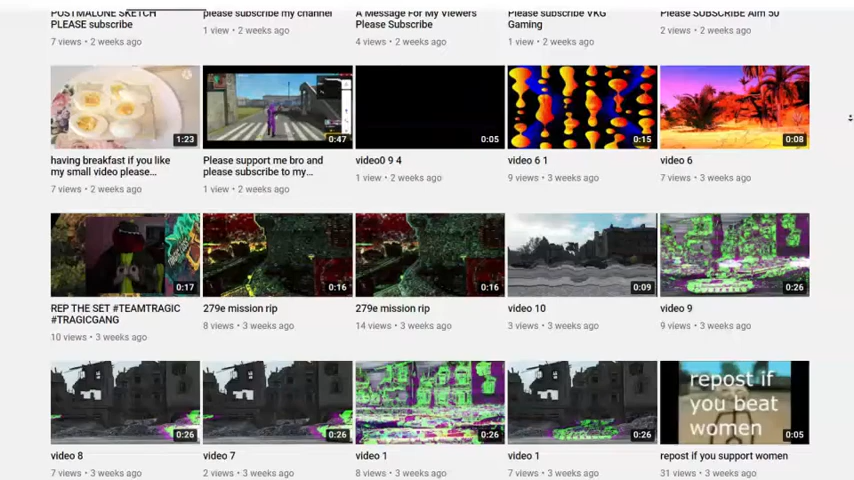 POSTMALONE SKETCH please subscribe my channel A Message For My Viewers Please subscribe VKG Please SUBSCRIBE Aim 50
PLEASE subscribe Please Subscribe Gaming
7 views • 2 weeks ago 1 view • 2 weeks ago 4 views • 2 weeks ago 1 view • 2 weeks ago 2 views • 2 weeks ago
1:23 0:47 0:05 0:15 0:08
having breakfast if you like Please support me bro and video0 9 4 video 6 1 video 6
my small video please... please subscribe to my...
7 views • 2 weeks ago 1 view • 2 weeks ago 1 view • 2 weeks ago 9 views • 3 weeks ago 7 views • 3 weeks ago
0:17 0:16 0:16 0:09 0:26
REP THE SET #TEAMTRAGIC 279e mission rip 279e mission rip video 10 video 9
#TRAGICGANG
10 views • 3 weeks ago 8 views • 3 weeks ago 14 views • 3 weeks ago 3 views • 3 weeks ago 9 views • 3 weeks ago
repost if
you beat
women
0:26 0:26 0:26 0:26 0:05
video 8 video 7 video 1 video 1 repost if you support women
7 views • 3 weeks ago 2 views • 3 weeks ago 8 views • 3 weeks ago 7 views • 3 weeks ago 31 views • 3 weeks ago